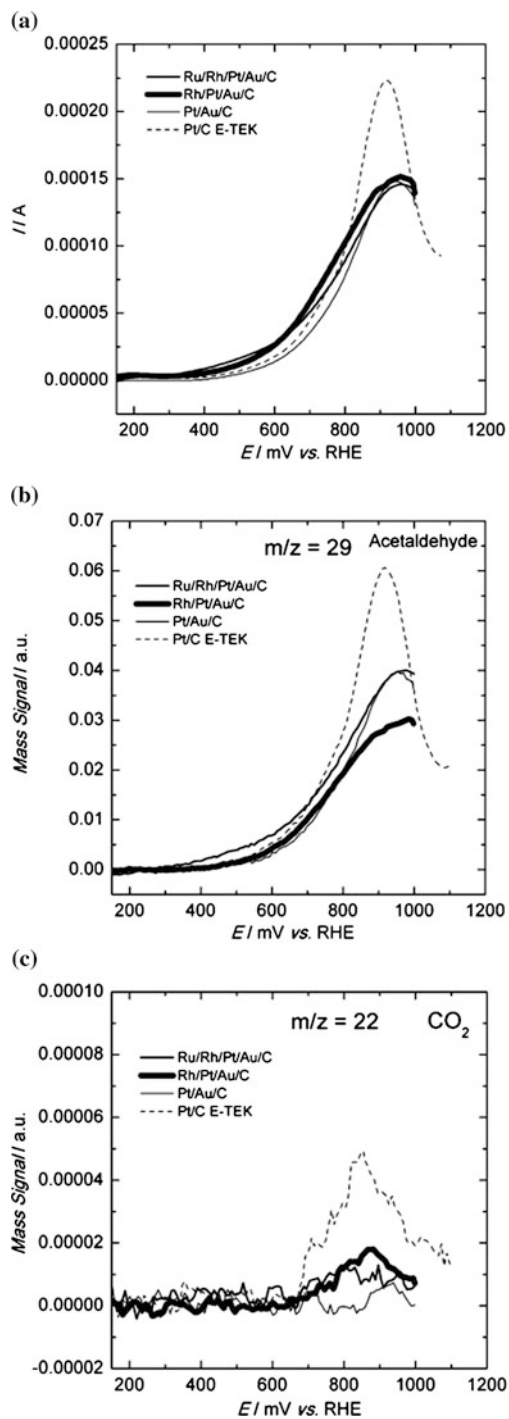 (a)
0.00025
0.00020
0.00015
0.00010
0.00005
0.00000
I / A
Ru/Rh/Pt/Au/C
Rh/Pt/Au/C
Pt/Au/C
Pt/C E-TEK
200 400 600 800 1000 1200
E / mV vs. RHE
(b)
0.07
0.06
0.05
0.04
0.03
0.02
0.01
0.00
Mass Signal / a.u.
m/z = 29 Acetaldehyde
Ru/Rh/Pt/Au/C
Rh/Pt/Au/C
Pt/Au/C
Pt/C E-TEK
200 400 600 800 1000 1200
E / mV vs. RHE
(c)
0.00010
0.00008
0.00006
0.00004
0.00002
0.00000
-0.00002
Mass Signal / a.u.
m/z = 22 CO₂
Ru/Rh/Pt/Au/C
Rh/Pt/Au/C
Pt/Au/C
Pt/C E-TEK
200 400 600 800 1000 1200
E / mV vs. RHE